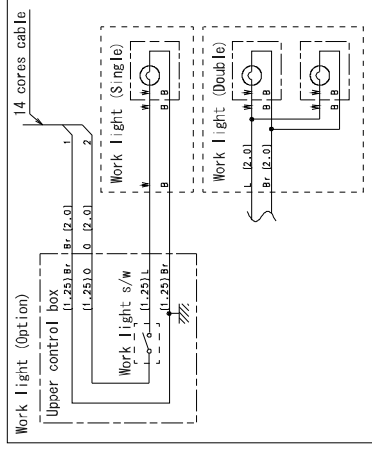 Work light (Option) 14 cores cable
Upper control box
(1.25)Br Br (2.0) 1
(1.25)O O (2.0) 2
Work light s/w
Work light (Single)
(1.25)L W W W
(1.25)Br B B B
Work light (Double)
L (2.0) W W
Br (2.0) B B
W W
B B